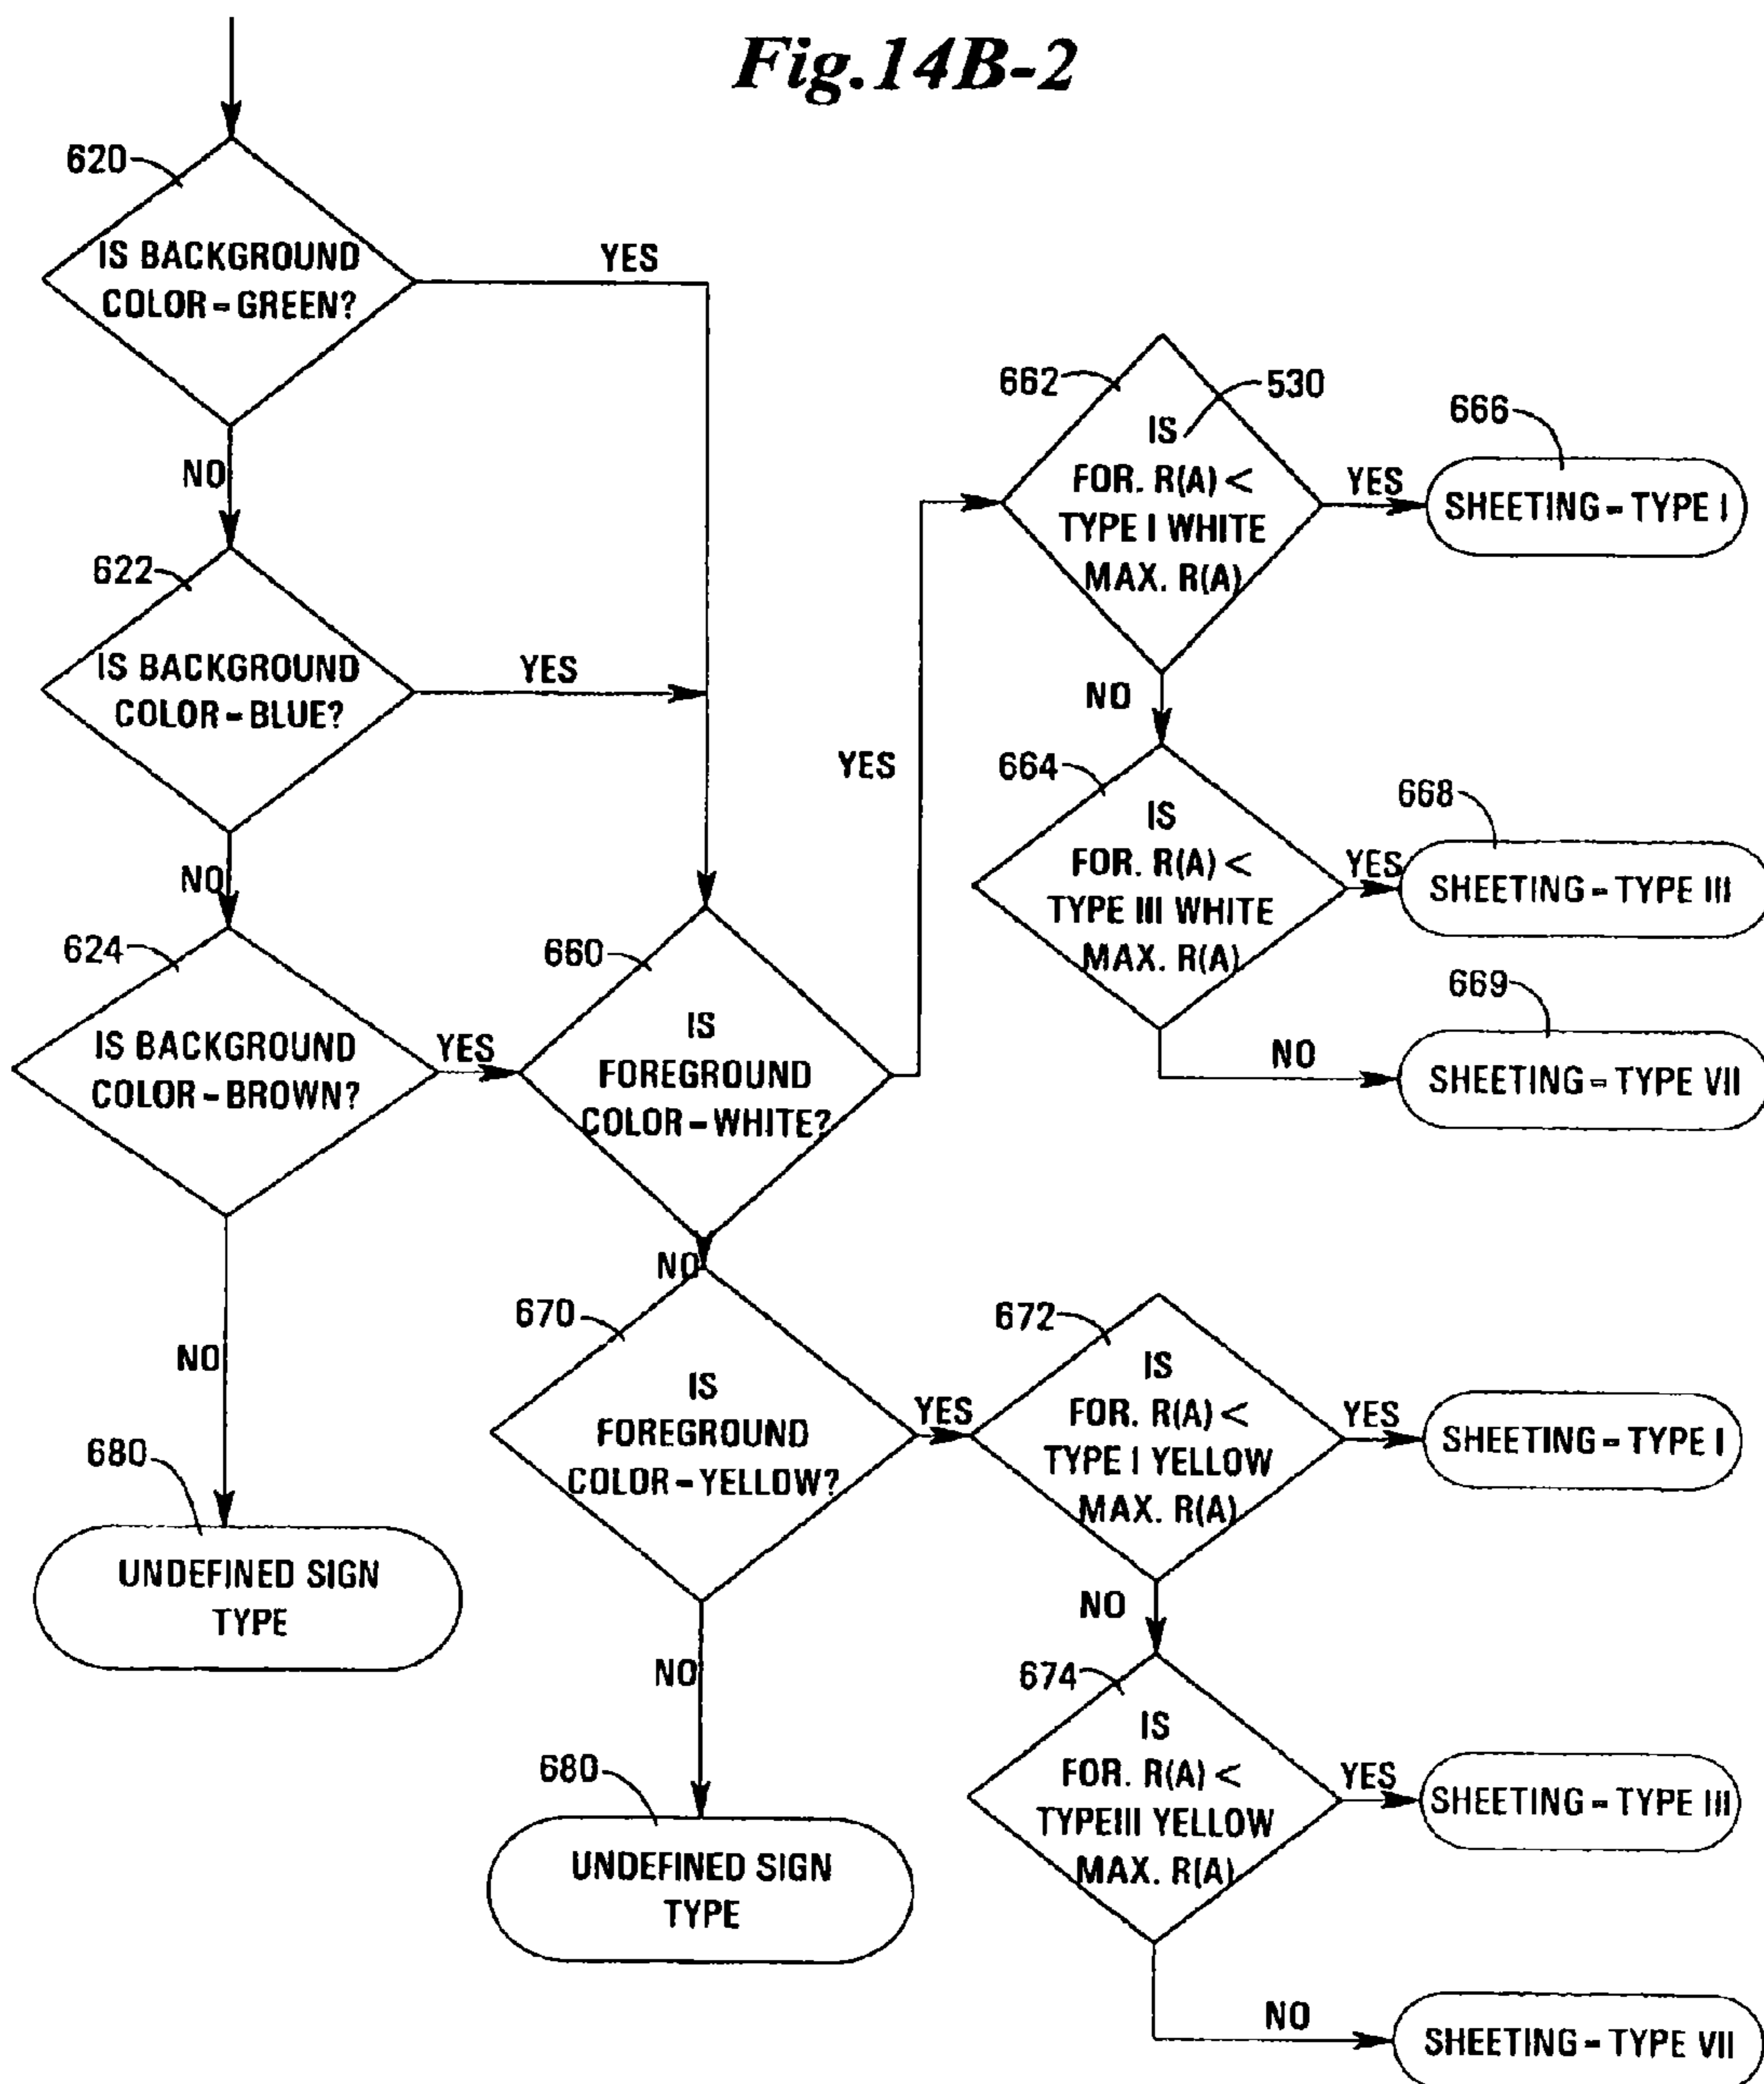 Fig.14B-2
620
IS BACKGROUND
COLOR=GREEN?
YES
NO
622
IS BACKGROUND
COLOR=BLUE?
YES
NO
624
IS BACKGROUND
COLOR=BROWN?
YES
NO
680
UNDEFINED SIGN
TYPE
660
IS
FOREGROUND
COLOR=WHITE?
YES
NO
662
530
IS
FOR. R(A) <
TYPE I WHITE
MAX. R(A)
YES
666
SHEETING=TYPE I
NO
664
IS
FOR. R(A) <
TYPE III WHITE
MAX. R(A)
YES
668
SHEETING=TYPE III
NO
669
SHEETING=TYPE VII
670
IS
FOREGROUND
COLOR=YELLOW?
YES
NO
680
UNDEFINED SIGN
TYPE
672
IS
FOR. R(A) <
TYPE I YELLOW
MAX. R(A)
YES
SHEETING=TYPE I
NO
674
IS
FOR. R(A) <
TYPEIII YELLOW
MAX. R(A)
YES
SHEETING=TYPE III
NO
SHEETING=TYPE VII